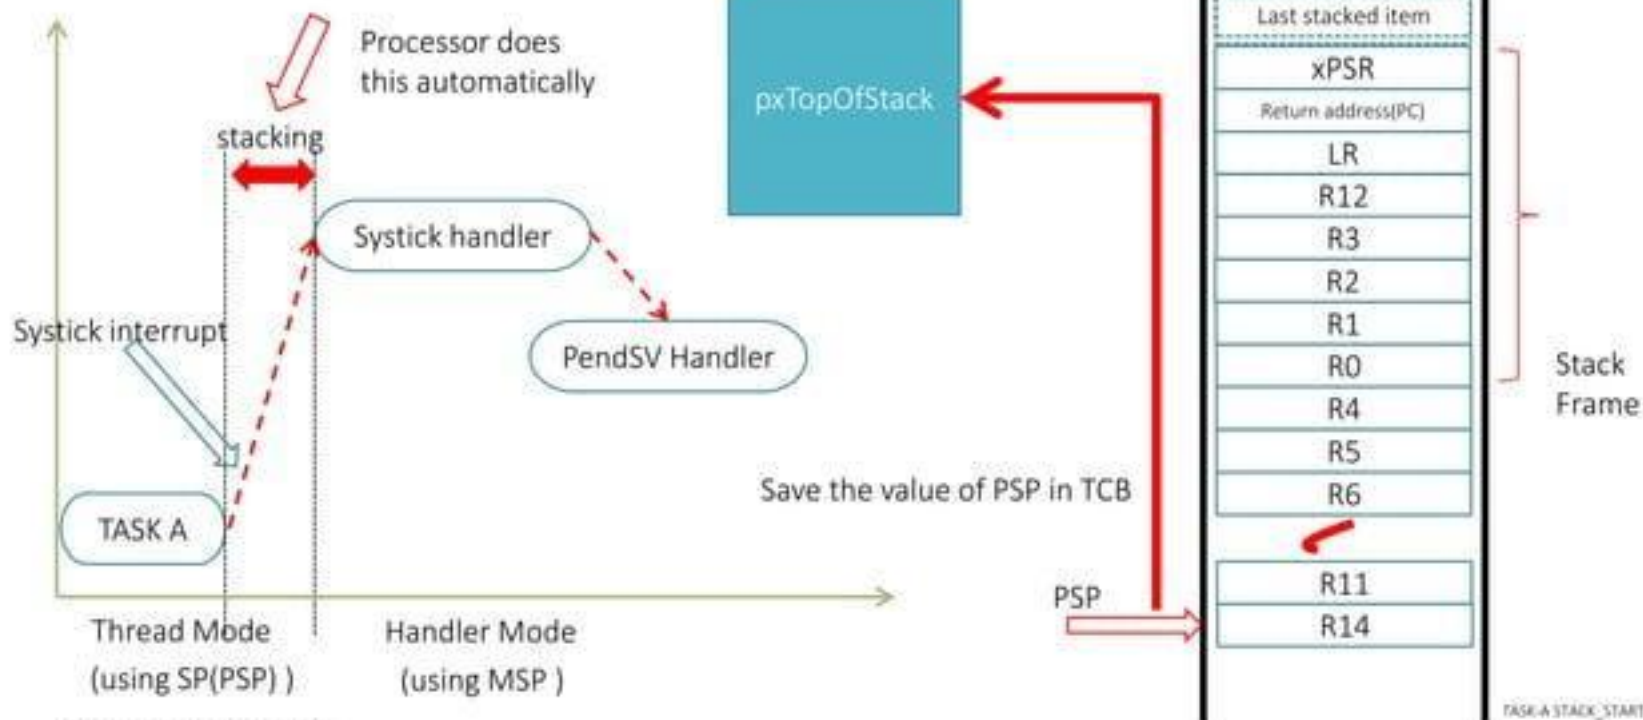 Processor does
this automatically
stacking
Systick handler
Systick interrupt
PendSV Handler
TASK A
Thread Mode
(using SP(PSP) )
Handler Mode
(using MSP )
pxTopOfStack
Save the value of PSP in TCB
PSP
Last stacked item
xPSR
Return address(PC)
LR
R12
R3
R2
R1
R0
R4
R5
R6
R11
R14
Stack
Frame
TASK-A STACK_START